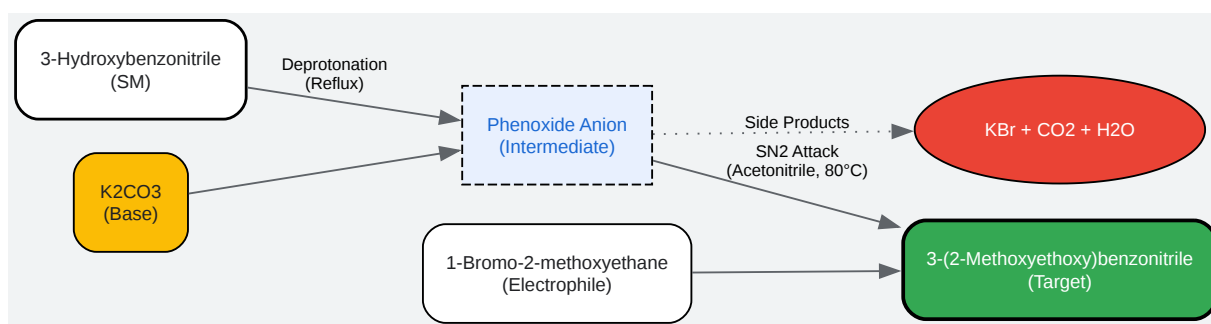 3-Hydroxybenzonitrile
(SM)
Deprotonation
(Reflux)
K2CO3
(Base)
Phenoxide Anion
(Intermediate)
Side Products
SN2 Attack
(Acetonitrile, 80°C)
KBr + CO2 + H2O
1-Bromo-2-methoxyethane
(Electrophile)
3-(2-Methoxyethoxy)benzonitrile
(Target)